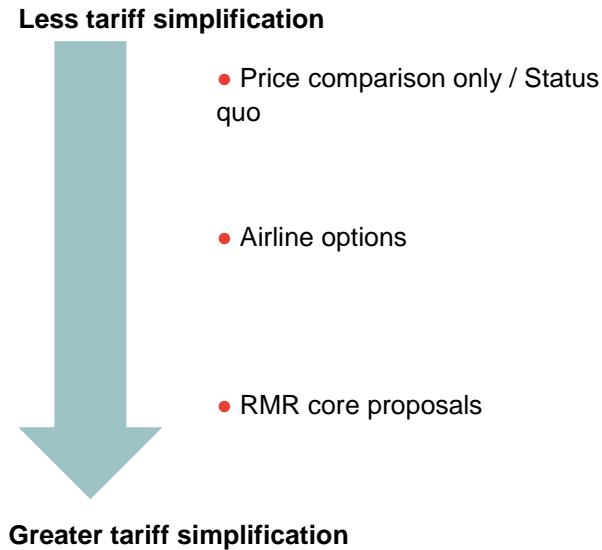 Less tariff simplification
● Price comparison only / Status
quo
● Airline options
● RMR core proposals
Greater tariff simplification